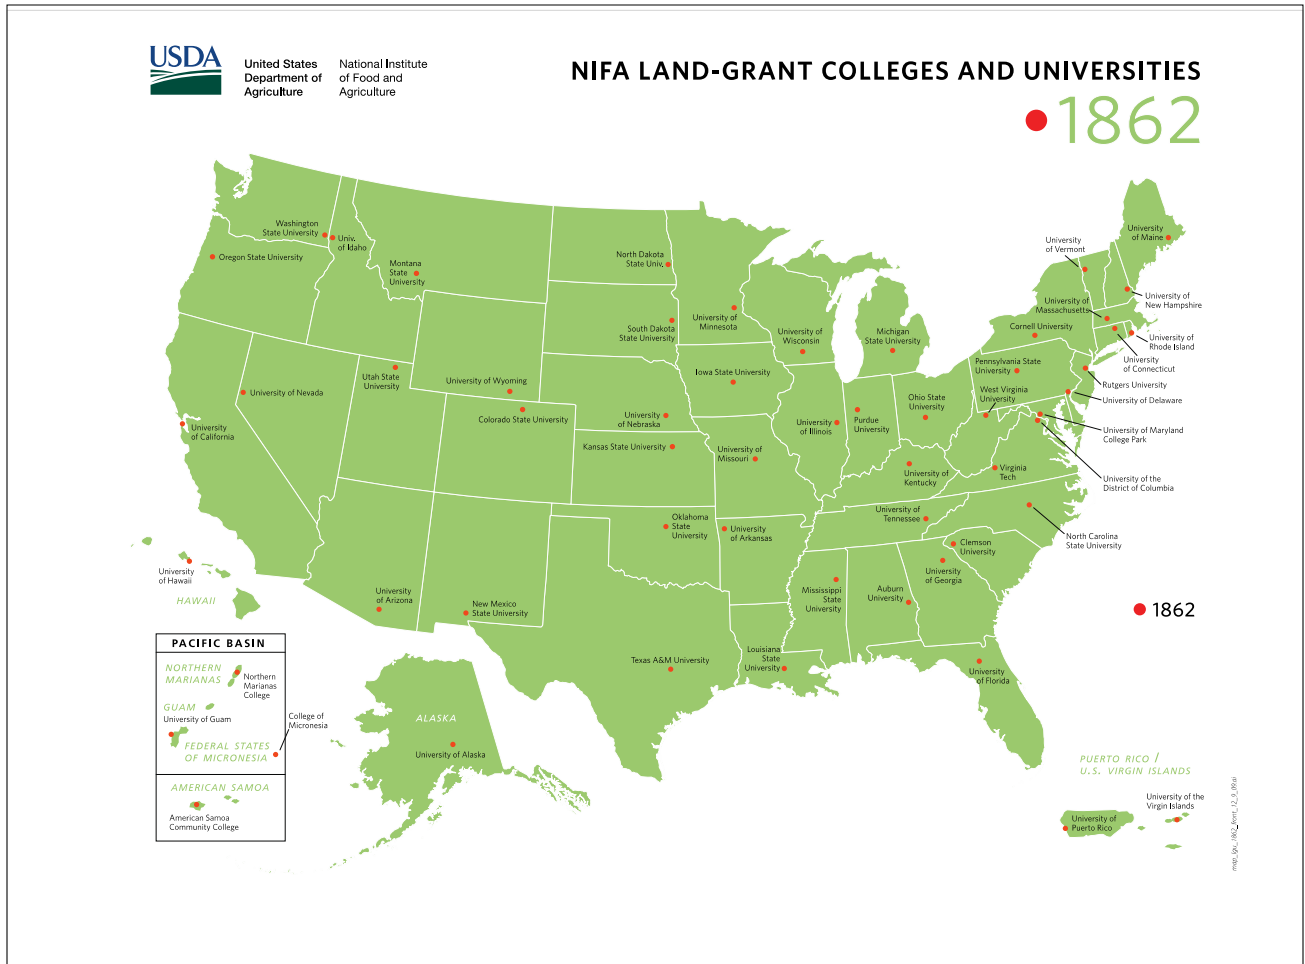 USDA
United States
Department of
Agriculture
National Institute
of Food and
Agriculture
NIFA LAND-GRANT COLLEGES AND UNIVERSITIES
1862
Washington
State University
Univ.
of Idaho
Oregon State University
Montana
State
University
North Dakota
State Univ.
University of
Minnesota
South Dakota
State University
University of
Wisconsin
Michigan
State University
University
of Vermont
University
of Maine
University of
New Hampshire
University of
Massachusetts
Cornell University
University of
Rhode Island
University
of Connecticut
Pennsylvania State
University
Rutgers University
West Virginia
University
University of Delaware
University of Maryland
College Park
University of the
District of Columbia
Utah State
University
University of Nevada
University of Wyoming
Colorado State University
Iowa State University
University
of Nebraska
Kansas State University
University of
Missouri
University
of Illinois
Purdue
University
Ohio State
University
University
of California
University of
Kentucky
Virginia
Tech
University of
Tennessee
North Carolina
State University
Oklahoma
State
University
University
of Arkansas
Clemson
University
University
of Georgia
Mississippi
State
University
Auburn
University
University
of Hawaii
HAWAII
University
of Arizona
New Mexico
State University
1862
Texas A&M University
Louisiana
State
University
University
of Florida
PACIFIC BASIN
NORTHERN
MARIANAS
Northern
Marianas
College
GUAM
University of Guam
College of
Micronesia
FEDERAL STATES
OF MICRONESIA
AMERICAN SAMOA
American Samoa
Community College
ALASKA
University of Alaska
PUERTO RICO /
U.S. VIRGIN ISLANDS
University of the
Virgin Islands
University of
Puerto Rico
map_lgu_1862_front_12_9_09.ai